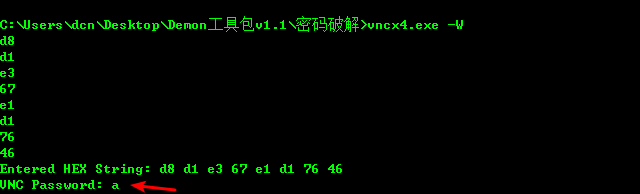 C:\Users\dcn\Desktop\Demon工具包v1.1\密码破解>vncx4.exe -W
d8
d1
e3
67
e1
d1
76
46
Entered HEX String: d8 d1 e3 67 e1 d1 76 46
VNC Password: a